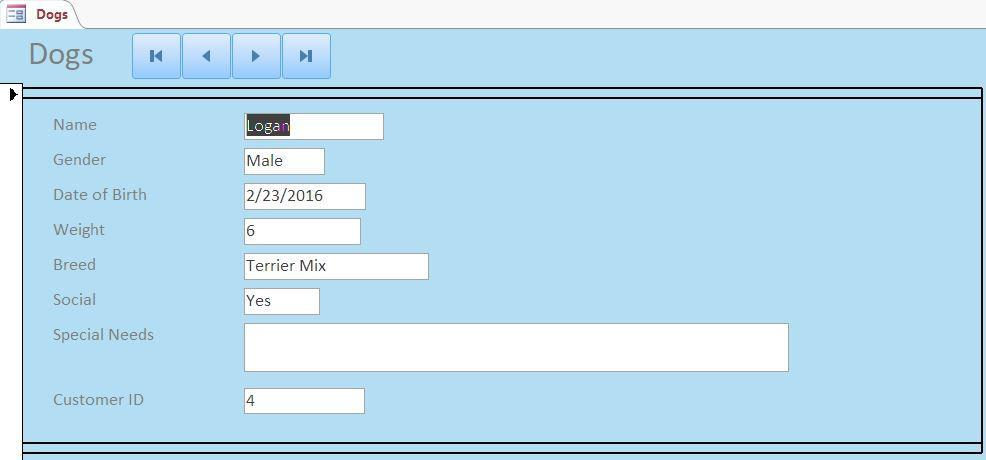 Dogs
Dogs
Name Logan
Gender Male
Date of Birth 2/23/2016
Weight 6
Breed Terrier Mix
Social Yes
Special Needs
Customer ID 4